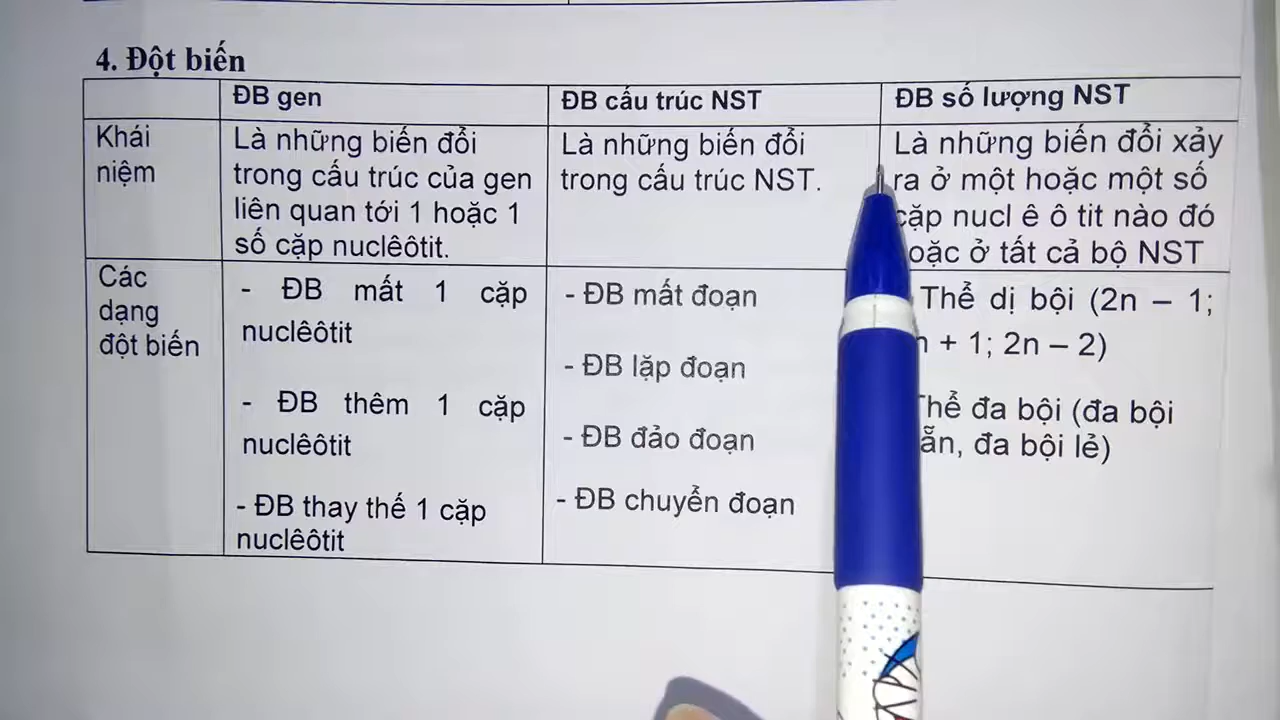 4. Đột biến
ĐB gen
ĐB cấu trúc NST
ĐB số lượng NST
Khái
niệm
Là những biến đổi
trong cấu trúc của gen
liên quan tới 1 hoặc 1
số cặp nuclêôtit.
Là những biến đổi
trong cấu trúc NST.
Là những biến đổi xảy
ra ở một hoặc một số
cặp nucl ê ô tit nào đó
ở tất cả bộ NST
Các
dạng
đột biến
- ĐB mất 1 cặp
nuclêôtit
- ĐB thêm 1 cặp
nuclêôtit
- ĐB thay thế 1 cặp
nuclêôtit
- ĐB mất đoạn
- ĐB lặp đoạn
- ĐB đảo đoạn
- ĐB chuyển đoạn
Thể dị bội (2n – 1;
+ 1; 2n – 2)
Thể đa bội (đa bội
đa bội lẻ)